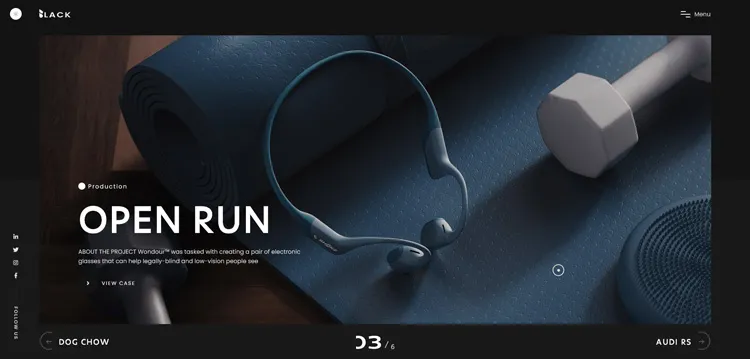 BLACK
Menu
Production
OPEN RUN
ABOUT THE PROJECT Wondour™ was tasked with creating a pair of electronic
glasses that can help legally-blind and low-vision people see
VIEW CASE
FOLLOW US
DOG CHOW
03 / 6
AUDI RS